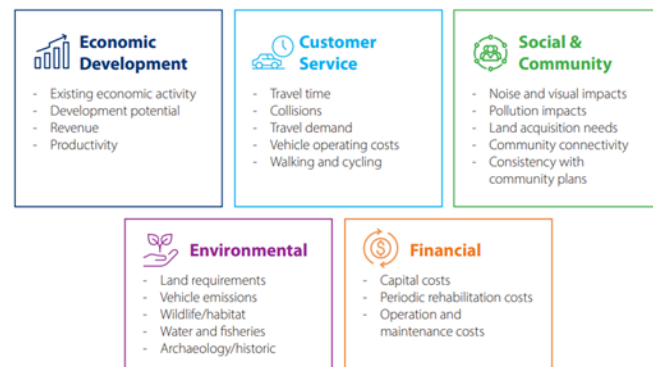 Economic
Development
- Existing economic activity
- Development potential
- Revenue
- Productivity
Customer
Service
- Travel time
- Collisions
- Travel demand
- Vehicle operating costs
- Walking and cycling
Social &
Community
- Noise and visual impacts
- Pollution impacts
- Land acquisition needs
- Community connectivity
- Consistency with
community plans
Environmental
- Land requirements
- Vehicle emissions
- Wildlife/habitat
- Water and fisheries
- Archaeology/historic
$ Financial
- Capital costs
- Periodic rehabilitation costs
- Operation and
maintenance costs